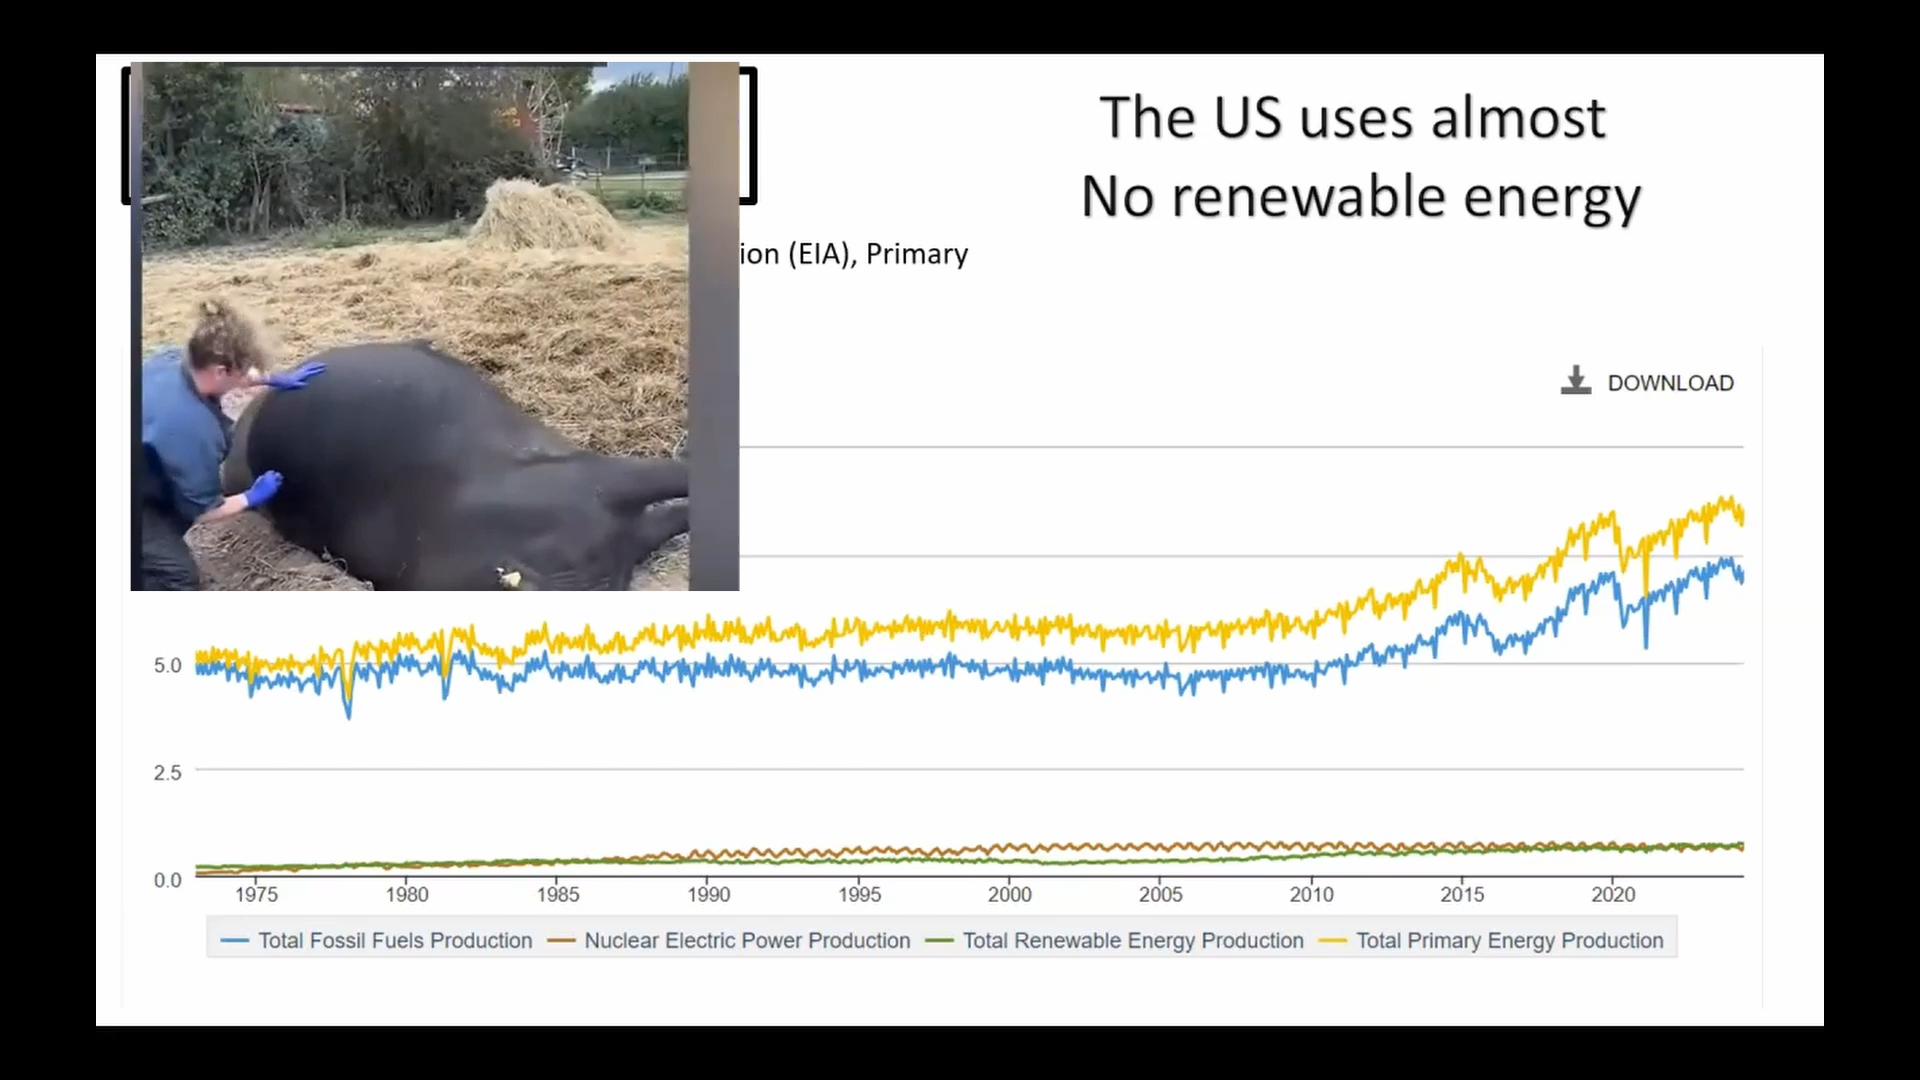 The US uses almost
No renewable energy
ion (EIA), Primary
DOWNLOAD
5.0
2.5
0.0
1975 1980 1985 1990 1995 2000 2005 2010 2015 2020
Total Fossil Fuels Production Nuclear Electric Power Production Total Renewable Energy Production Total Primary Energy Production